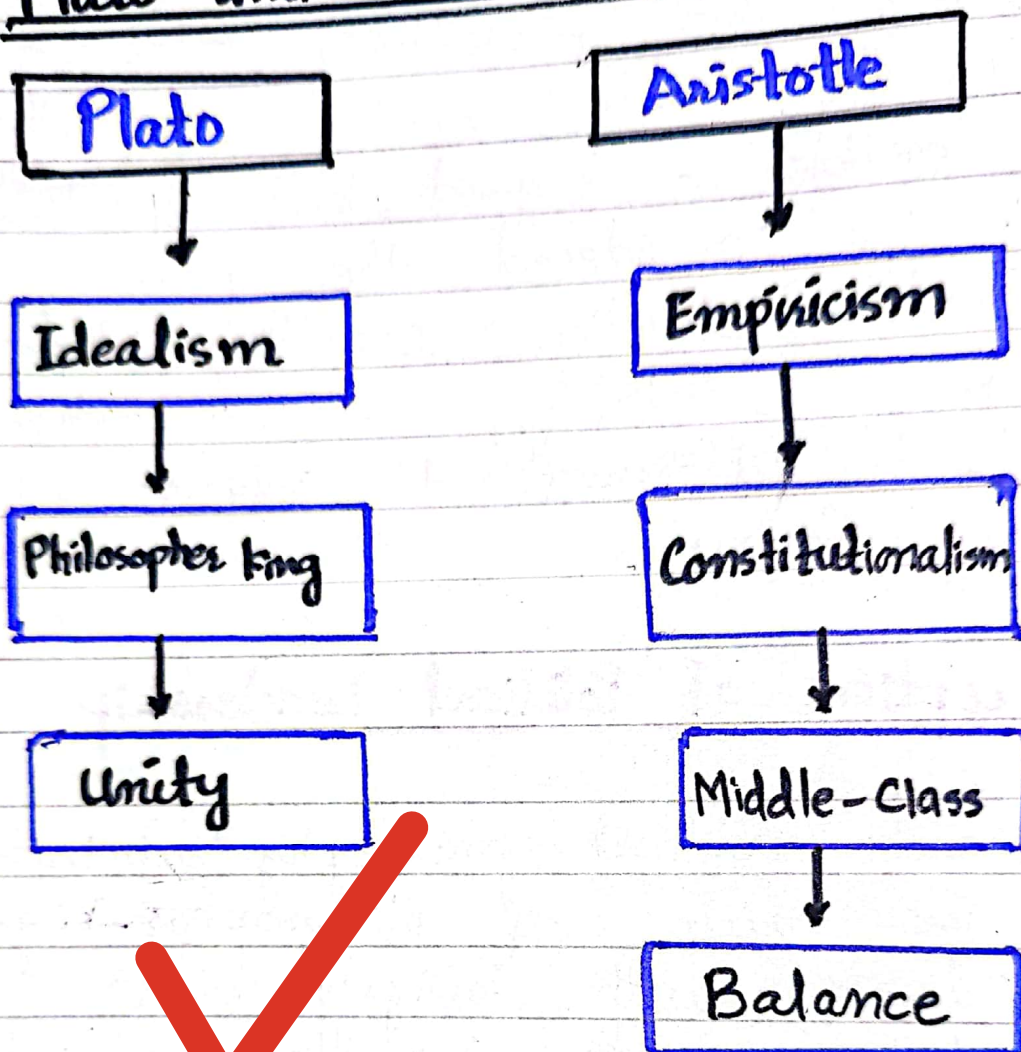 Plato
Aristotle
Idealism
Empiricism
Philosopher king
Constitutionalism
Unity
Middle-Class
Balance